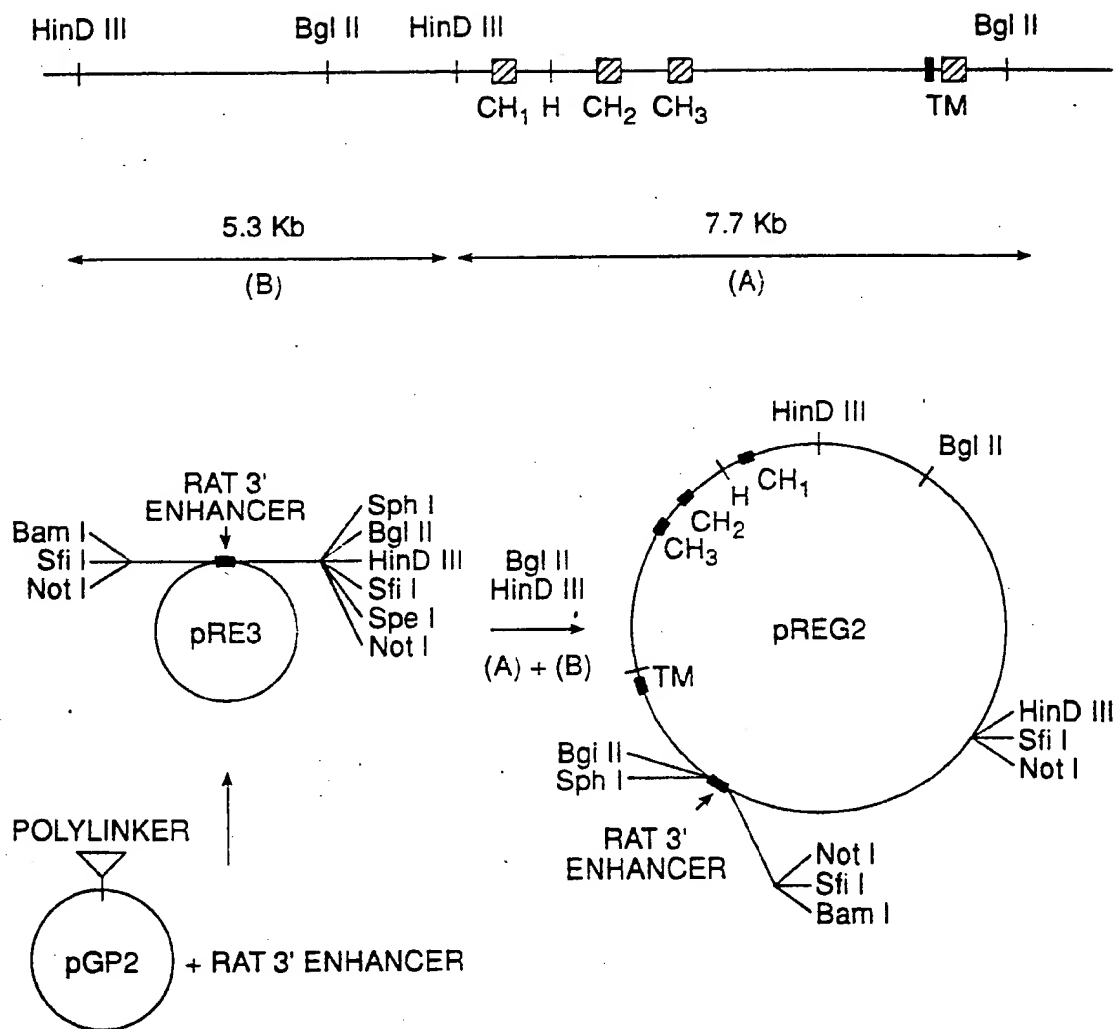 HinD III
Bgl II
HinD III
Bgl II
CH1
H
CH2
CH3
TM
5.3 Kb
(B)
7.7 Kb
(A)
RAT 3'
ENHANCER
Bam I
Sfi I
Not I
Sph I
Bgl II
HinD III
Sfi I
Spe I
Not I
pRE3
Bgl II
HinD III
(A) + (B)
HinD III
Bgl II
CH1
H
CH2
CH3
pREG2
TM
Bgi II
Sph I
HinD III
Sfi I
Not I
RAT 3'
ENHANCER
Not I
Sfi I
Bam I
POLYLINKER
pGP2
+ RAT 3' ENHANCER